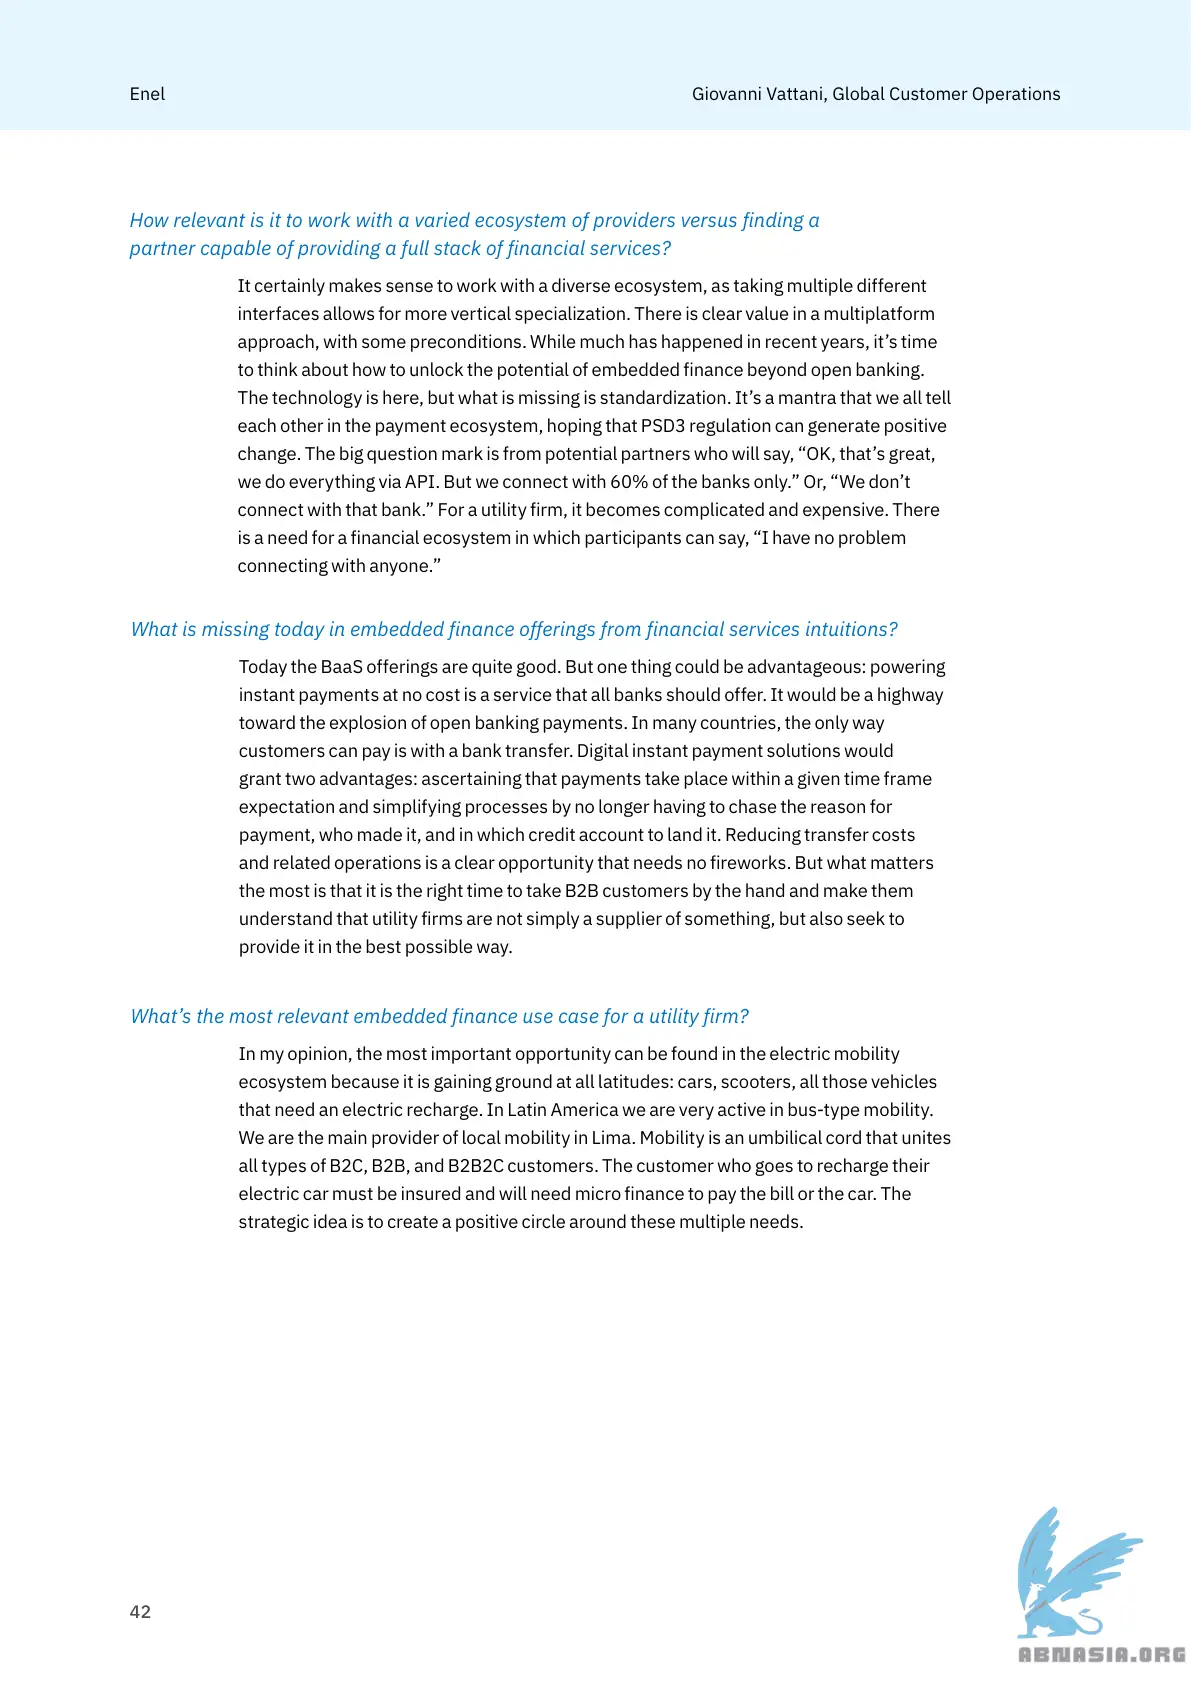 Enel
Giovanni Vattani, Global Customer Operations
How relevant is it to work with a varied ecosystem of providers versus finding a
partner capable of providing a full stack of financial services?
It certainly makes sense to work with a diverse ecosystem, as taking multiple different
interfaces allows for more vertical specialization. There is clear value in a multiplatform
approach, with some preconditions. While much has happened in recent years, it’s time
to think about how to unlock the potential of embedded finance beyond open banking.
The technology is here, but what is missing is standardization. It’s a mantra that we all tell
each other in the payment ecosystem, hoping that PSD3 regulation can generate positive
change. The big question mark is from potential partners who will say, “OK, that’s great,
we do everything via API. But we connect with 60% of the banks only.” Or, “We don’t
connect with that bank.” For a utility firm, it becomes complicated and expensive. There
is a need for a financial ecosystem in which participants can say, “I have no problem
connecting with anyone.”
What is missing today in embedded finance offerings from financial services intuitions?
Today the BaaS offerings are quite good. But one thing could be advantageous: powering
instant payments at no cost is a service that all banks should offer. It would be a highway
toward the explosion of open banking payments. In many countries, the only way
customers can pay is with a bank transfer. Digital instant payment solutions would
grant two advantages: ascertaining that payments take place within a given time frame
expectation and simplifying processes by no longer having to chase the reason for
payment, who made it, and in which credit account to land it. Reducing transfer costs
and related operations is a clear opportunity that needs no fireworks. But what matters
the most is that it is the right time to take B2B customers by the hand and make them
understand that utility firms are not simply a supplier of something, but also seek to
provide it in the best possible way.
What’s the most relevant embedded finance use case for a utility firm?
In my opinion, the most important opportunity can be found in the electric mobility
ecosystem because it is gaining ground at all latitudes: cars, scooters, all those vehicles
that need an electric recharge. In Latin America we are very active in bus-type mobility.
We are the main provider of local mobility in Lima. Mobility is an umbilical cord that unites
all types of B2C, B2B, and B2B2C customers. The customer who goes to recharge their
electric car must be insured and will need micro finance to pay the bill or the car. The
strategic idea is to create a positive circle around these multiple needs.
42
ABNASIA.ORG